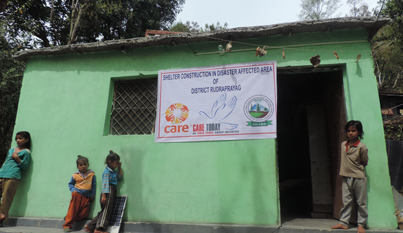 SHELTER CONSTRUCTION IN DISASTER AFFECTED AREA
OF
DISTRICT RUDRAPRAYAG
care
CARE TODAY